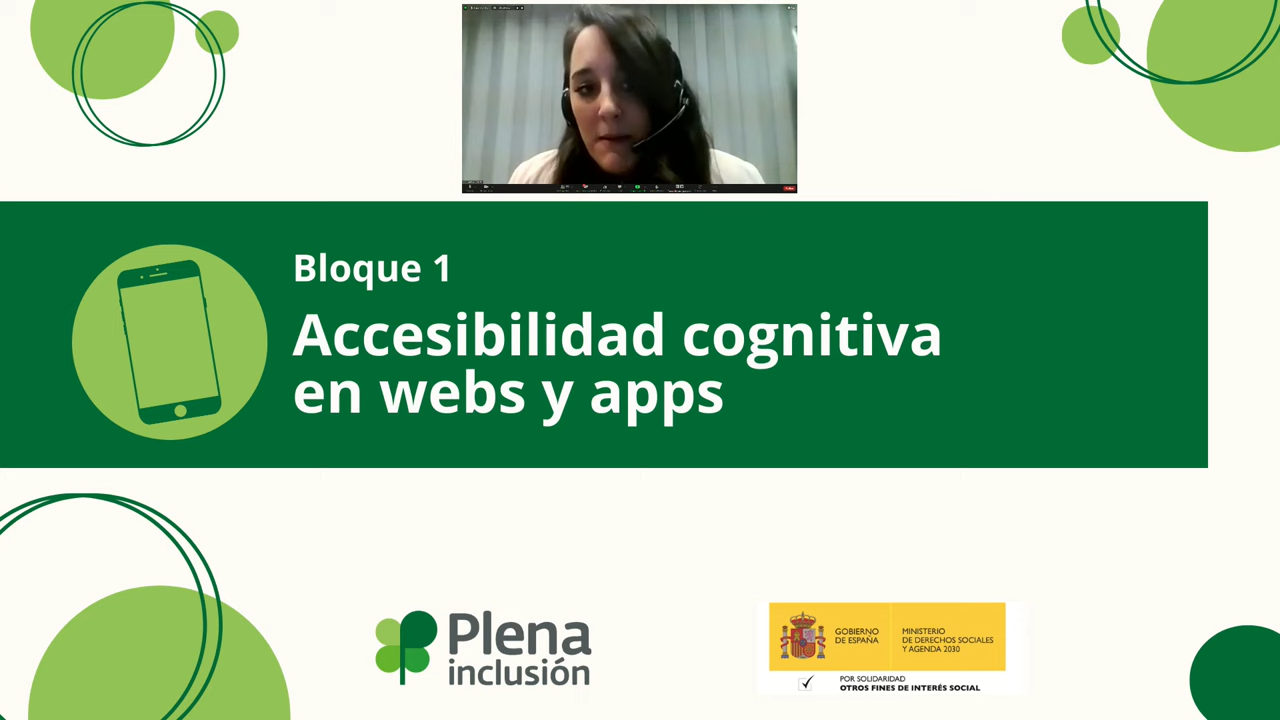 Bloque 1
Accesibilidad cognitiva
en webs y apps
Plena
inclusión
GOBIERNO
DE ESPAÑA
MINISTERIO
DE DERECHOS SOCIALES
Y AGENDA 2030
POR SOLIDARIDAD
OTROS FINES DE INTERÉS SOCIAL